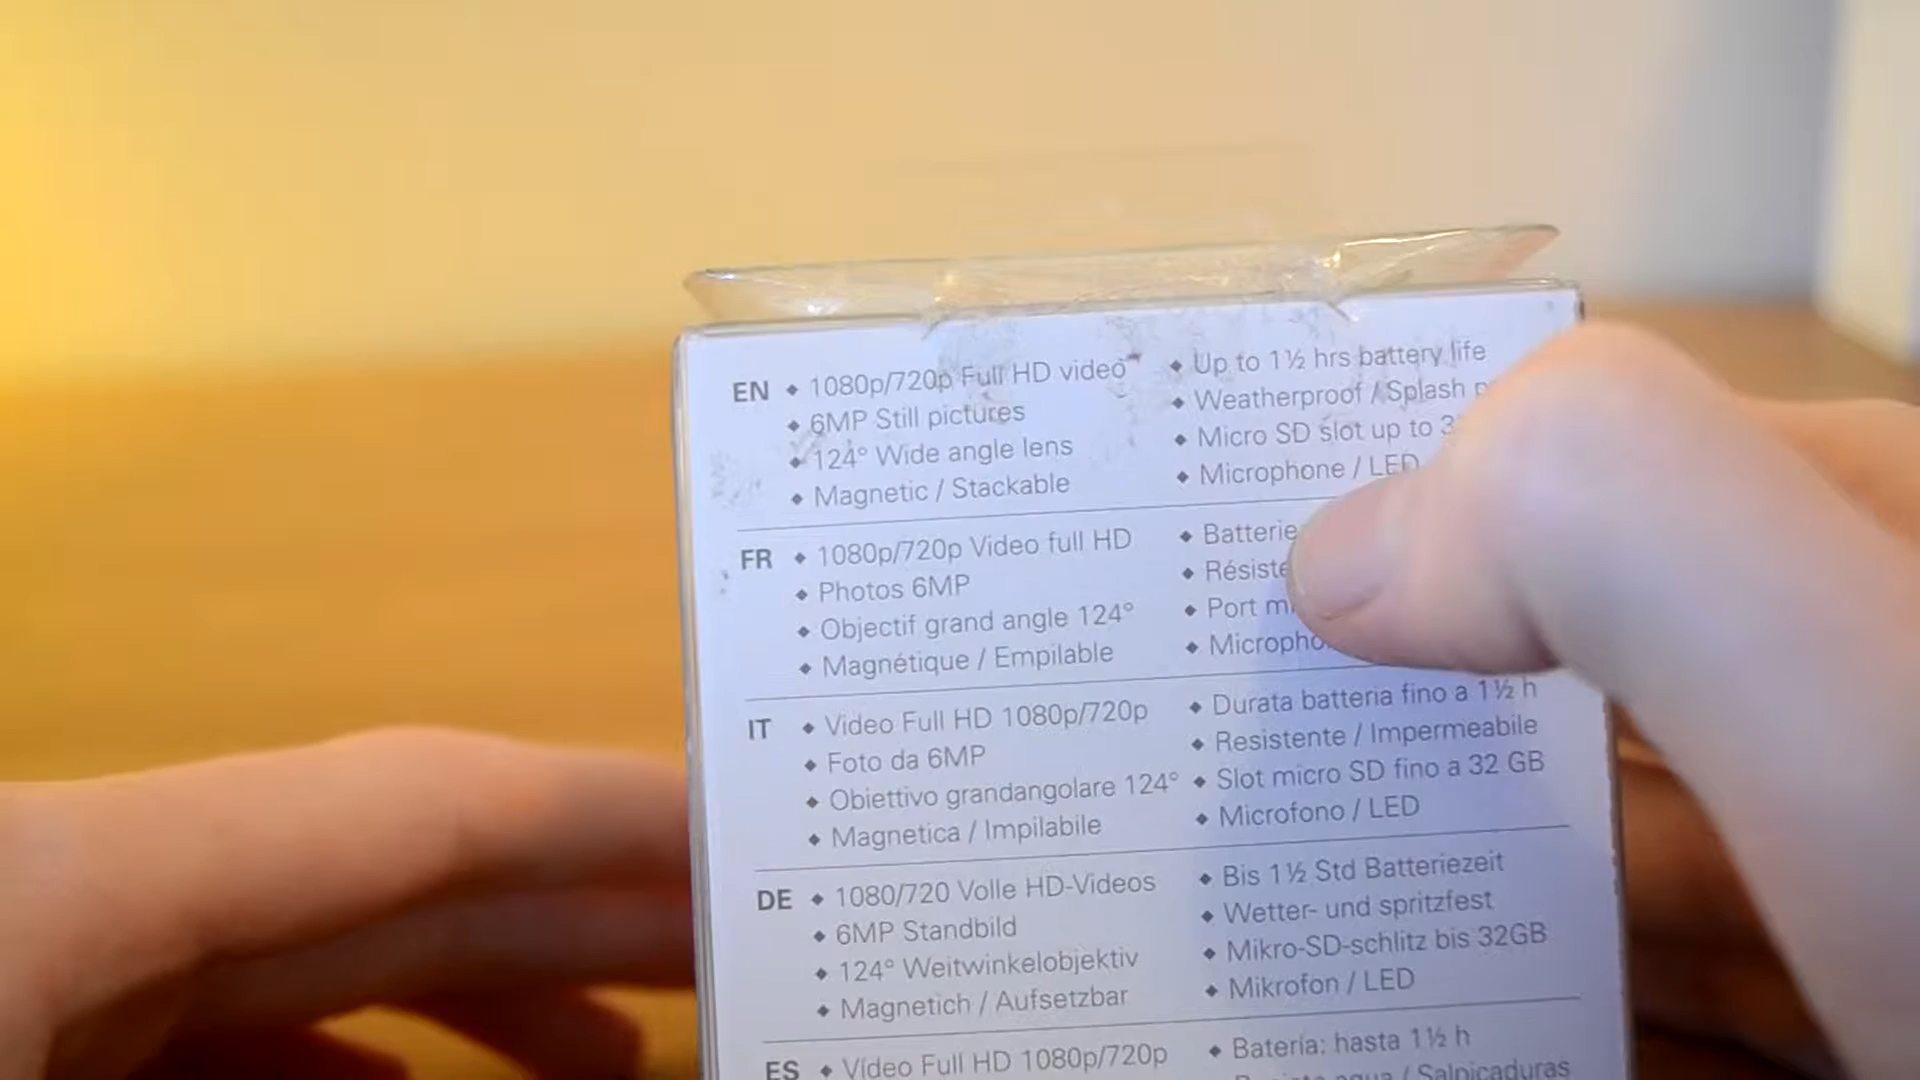 EN ◆ 1080p/720p Full HD video
◆ 6MP Still pictures
◆ 124° Wide angle lens
◆ Magnetic / Stackable
◆ Up to 1½ hrs battery life
◆ Weatherproof / Splash
◆ Micro SD slot up to
◆ Microphone / LED
FR ◆ 1080p/720p Video full HD
◆ Photos 6MP
◆ Objectif grand angle 124°
◆ Magnétique / Empilable
◆ Batterie
◆
◆ Port
◆
IT ◆ Video Full HD 1080p/720p
◆ Foto da 6MP
◆ Obiettivo grandangolare 124°
◆ Magnetica / Impilabile
◆ Durata batteria fino a 1½ h
◆ Resistente / Impermeabile
◆ Slot micro SD fino a 32 GB
◆ Microfono / LED
DE ◆ 1080/720 Volle HD-Videos
◆ 6MP Standbild
◆ 124° Weitwinkelobjektiv
◆ Magnetich / Aufsetzbar
◆ Bis 1½ Std Batteriezeit
◆ Wetter- und spritzfest
◆ Mikro-SD-schlitz bis 32GB
◆ Mikrofon / LED
ES ◆ Vídeo Full HD 1080p/720p
◆ Batería: hasta 1½ h
agua / Salpicaduras